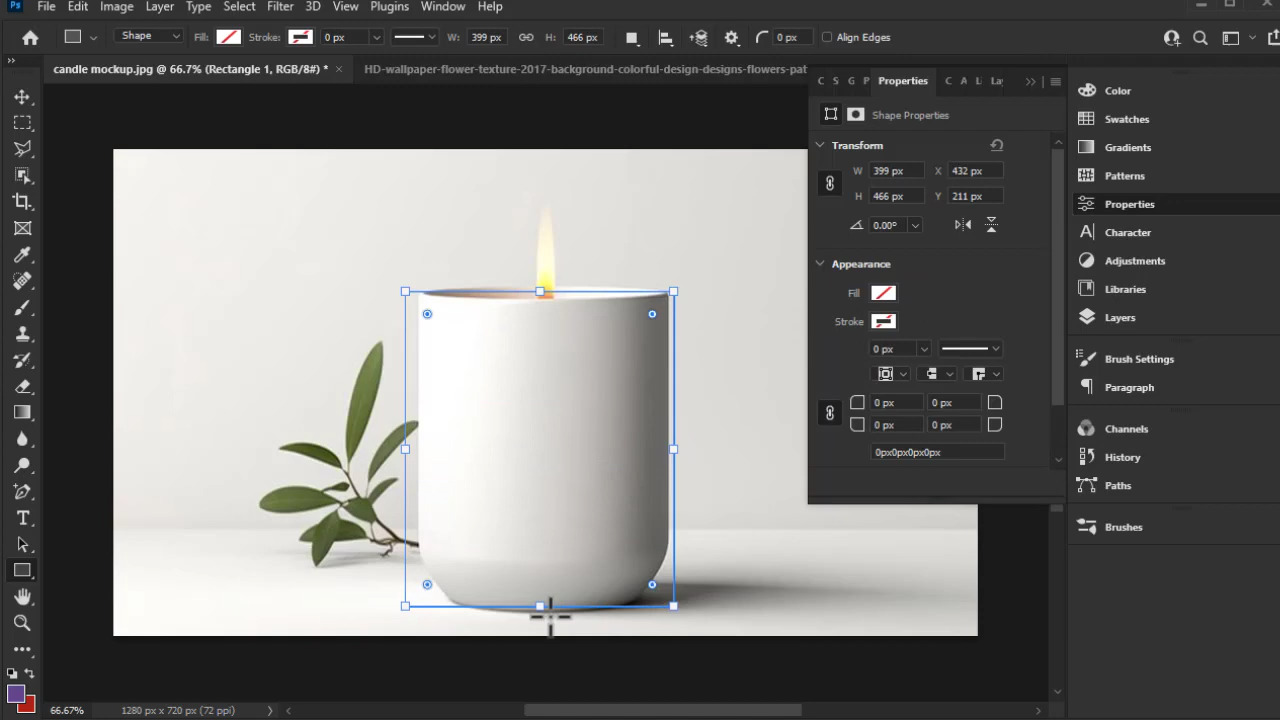 Ps File Edit Image Layer Type Select Filter 3D View Plugins Window Help
Shape Fill: Stroke: 0 px W: 399 px H: 466 px 0 px Align Edges
candle mockup.jpg @ 66.7% (Rectangle 1, RGB/8#) * × HD-wallpaper-flower-texture-2017-background-colorful-design-designs-flowers-pat
C S G P Properties C A L Lay
Shape Properties
Transform
W 399 px X 432 px
H 466 px Y 211 px
0.00°
Appearance
Fill
Stroke
0 px
0 px 0 px
0 px 0 px
0px0px0px0px
Color
Swatches
Gradients
Patterns
Properties
Character
Adjustments
Libraries
Layers
Brush Settings
Paragraph
Channels
History
Paths
Brushes
66.67% 1280 px x 720 px (72 ppi)